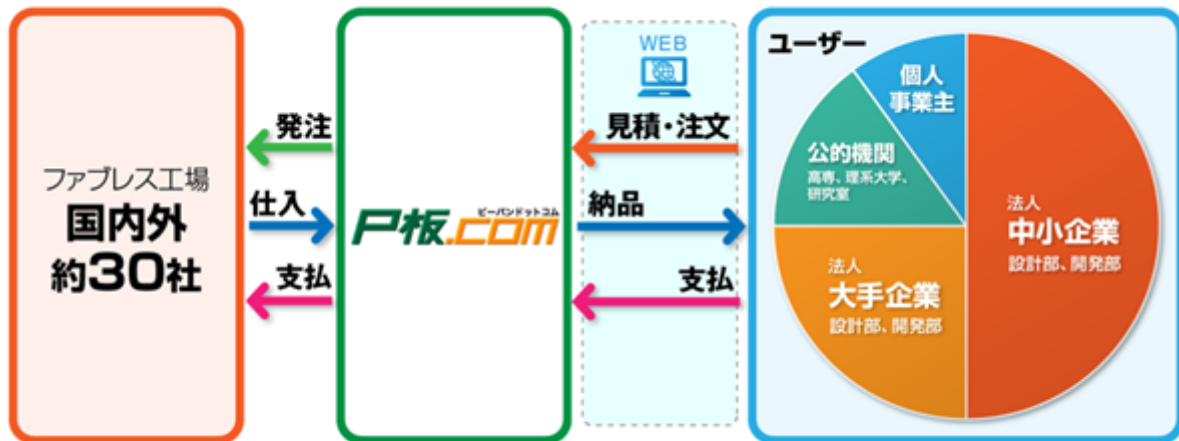 ファブレス工場
国内外
約30社
発注
仕入
支払
ピーバンドットコム
P板.com
WEB
見積・注文
納品
支払
ユーザー
個人
事業主
公的機関
高専、理系大学、
研究室
法人
中小企業
設計部、開発部
法人
大手企業
設計部、開発部